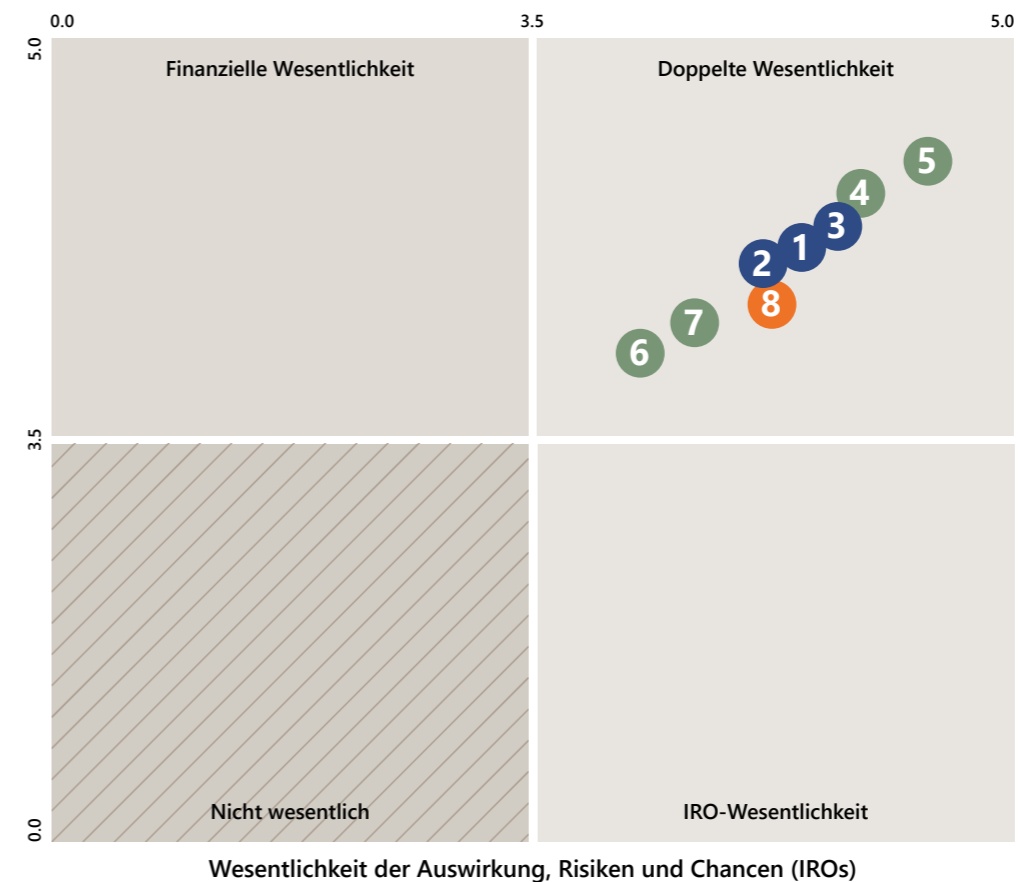 0.0 3.5 5.0
5.0
Finanzielle Wesentlichkeit
Doppelte Wesentlichkeit
5
4
3
1
2
8
7
6
3.5
Nicht wesentlich
IRO-Wesentlichkeit
0.0
Wesentlichkeit der Auswirkung, Risiken und Chancen (IROs)